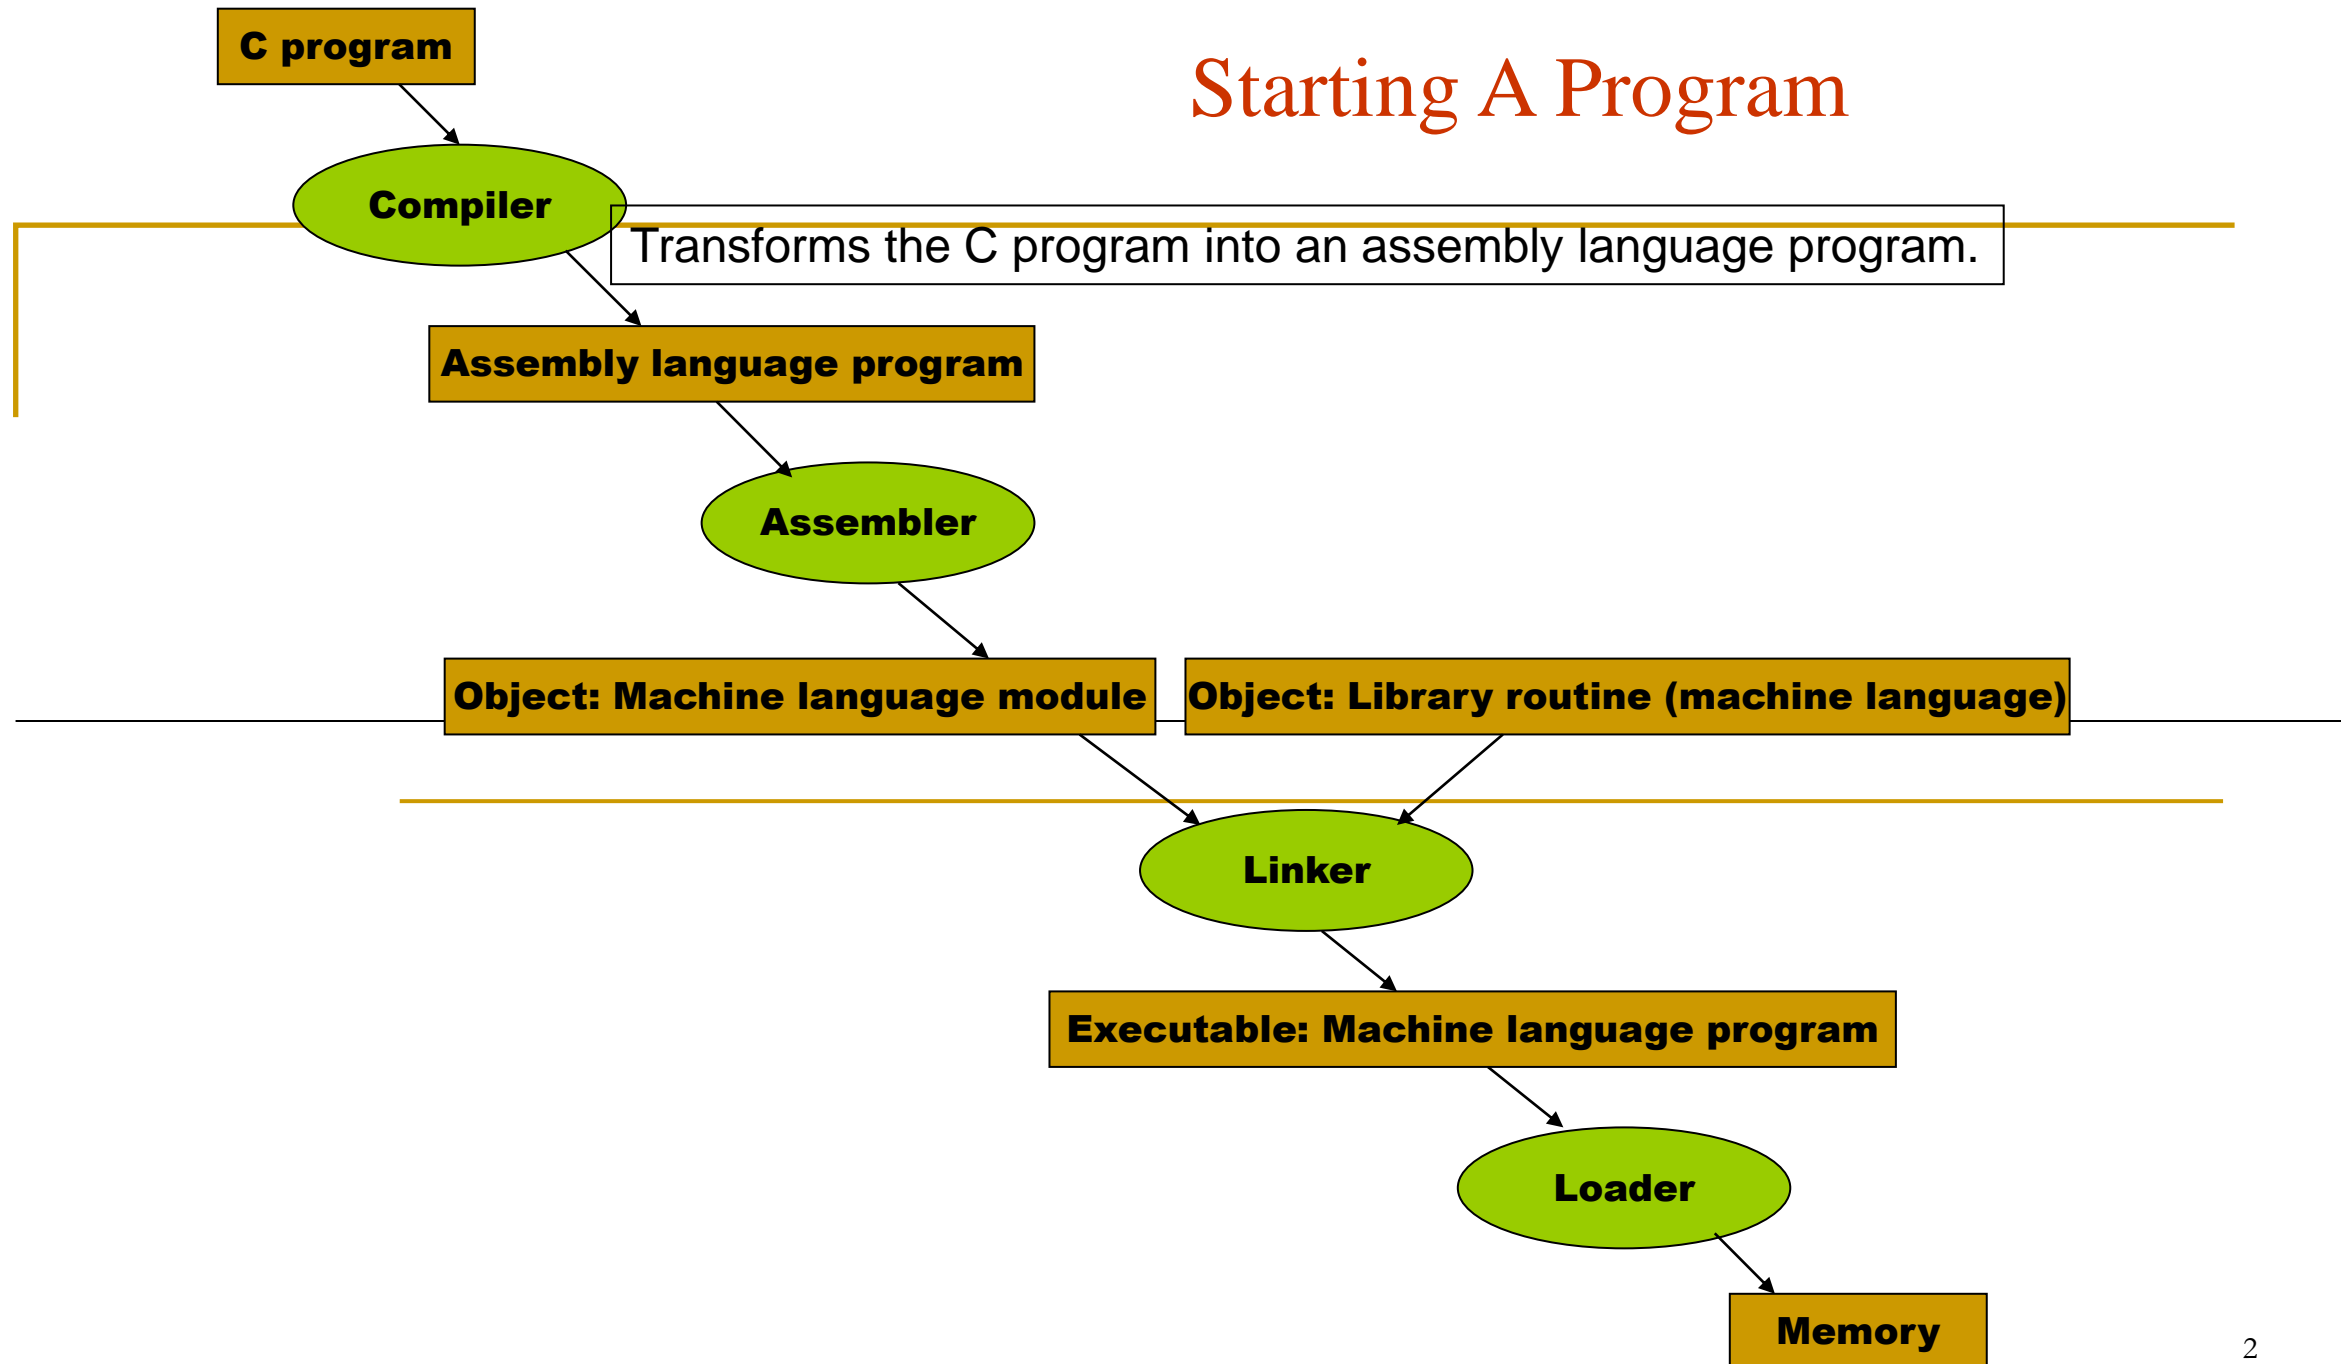 C program
Starting A Program
Compiler
Transforms the C program into an assembly language program.
Assembly language program
Assembler
Object: Machine language module
Object: Library routine (machine language)
Linker
Executable: Machine language program
Loader
Memory
2